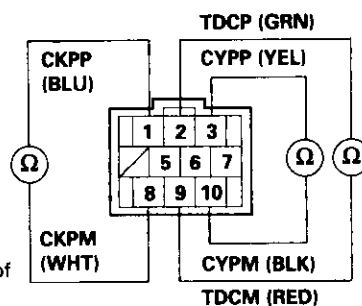 TDCP (GRN)
CYPP (YEL)
CKPP
(BLU)
1 2 3
Ω Ω Ω
5 6 7
8 9 10
CKPM
(WHT)
of
CYPM (BLK)
TDCM (RED)